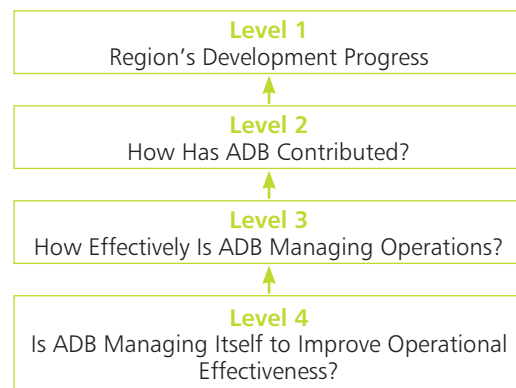 Level 1
Region’s Development Progress
Level 2
How Has ADB Contributed?
Level 3
How Effectively Is ADB Managing Operations?
Level 4
Is ADB Managing Itself to Improve Operational
Effectiveness?